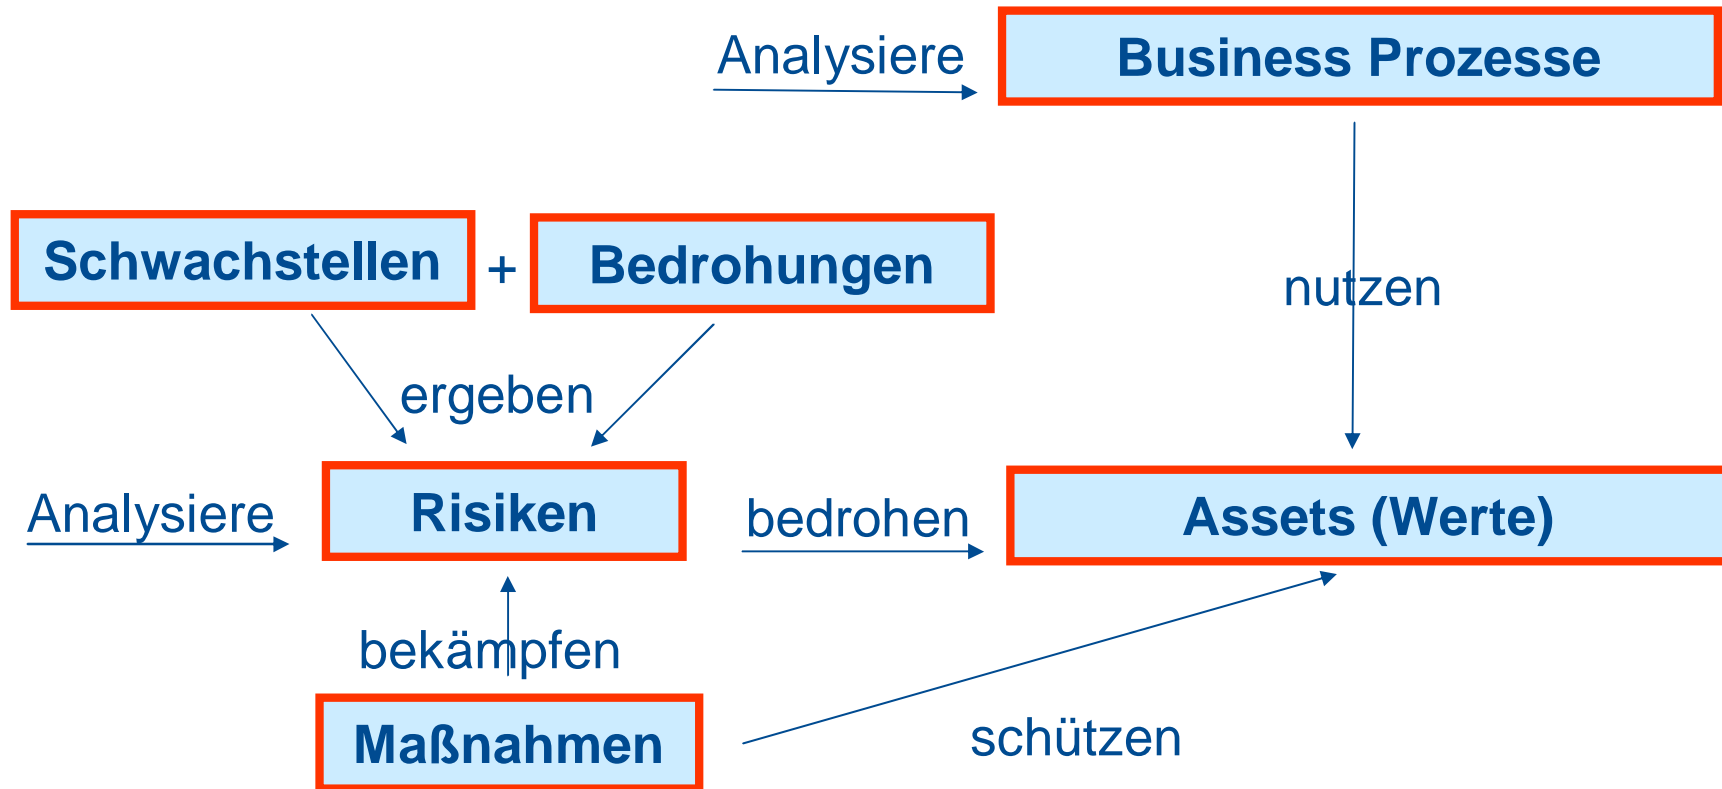 Analysiere
Business Prozesse
Schwachstellen + Bedrohungen
nutzen
ergeben
Analysiere
Risiken
bedrohen
Assets (Werte)
bekämpfen
Maßnahmen
schützen